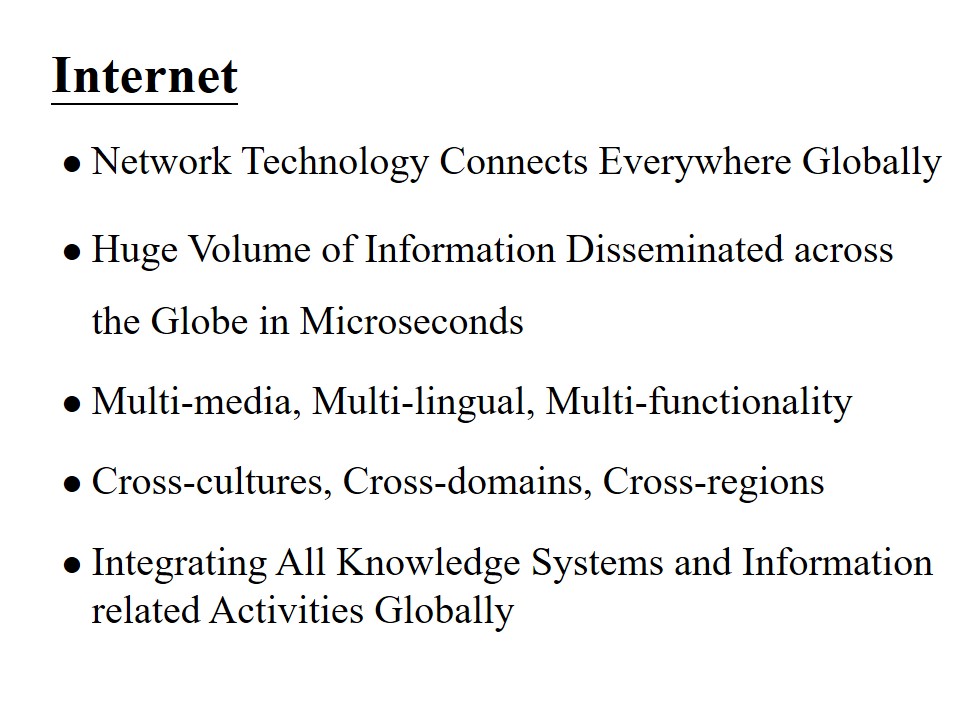 Internet
● Network Technology Connects Everywhere Globally
● Huge Volume of Information Disseminated across
the Globe in Microseconds
● Multi-media, Multi-lingual, Multi-functionality
● Cross-cultures, Cross-domains, Cross-regions
● Integrating All Knowledge Systems and Information
related Activities Globally